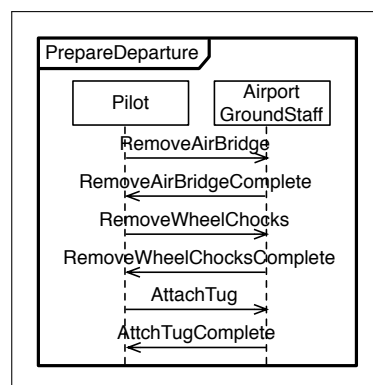 PrepareDeparture
Pilot
Airport
GroundStaff
RemoveAirBridge
RemoveAirBridgeComplete
RemoveWheelChocks
RemoveWheelChocksComplete
AttachTug
AttchTugComplete